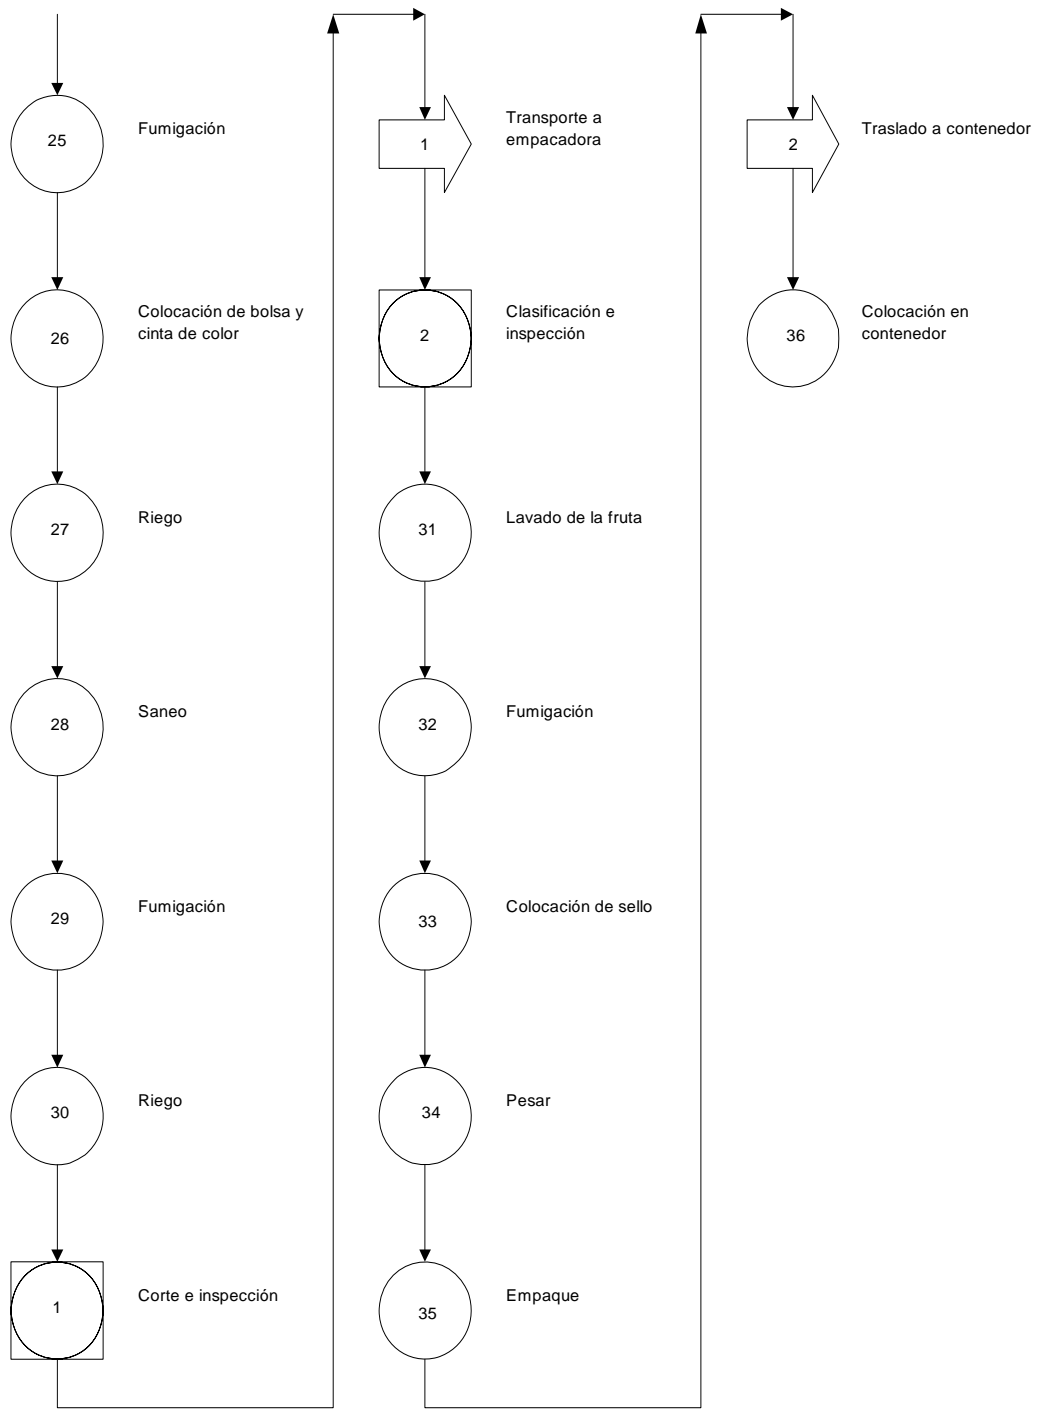 25
Fumigación
26
Colocación de bolsa y
cinta de color
27
Riego
28
Saneo
29
Fumigación
30
Riego
1
Corte e inspección
1
Transporte a
empacadora
2
Clasificación e
inspección
31
Lavado de la fruta
32
Fumigación
33
Colocación de sello
34
Pesar
35
Empaque
2
Traslado a contenedor
36
Colocación en
contenedor